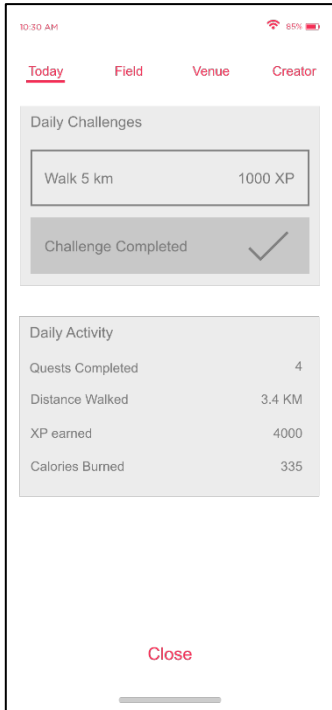 10:30 AM 85%
Today Field Venue Creator
Daily Challenges
Walk 5 km 1000 XP
Challenge Completed
Daily Activity
Quests Completed 4
Distance Walked 3.4 KM
XP earned 4000
Calories Burned 335
Close